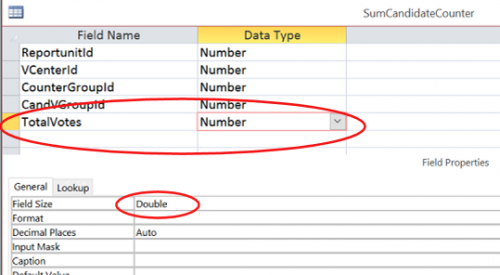 SumCandidateCounter
Field Name Data Type
ReportunitId Number
VCenterId Number
CounterGroupId Number
CandVGroupId Number
TotalVotes Number
Field Properties
General Lookup
Field Size Double
Format
Decimal Places Auto
Input Mask
Caption
Default Value